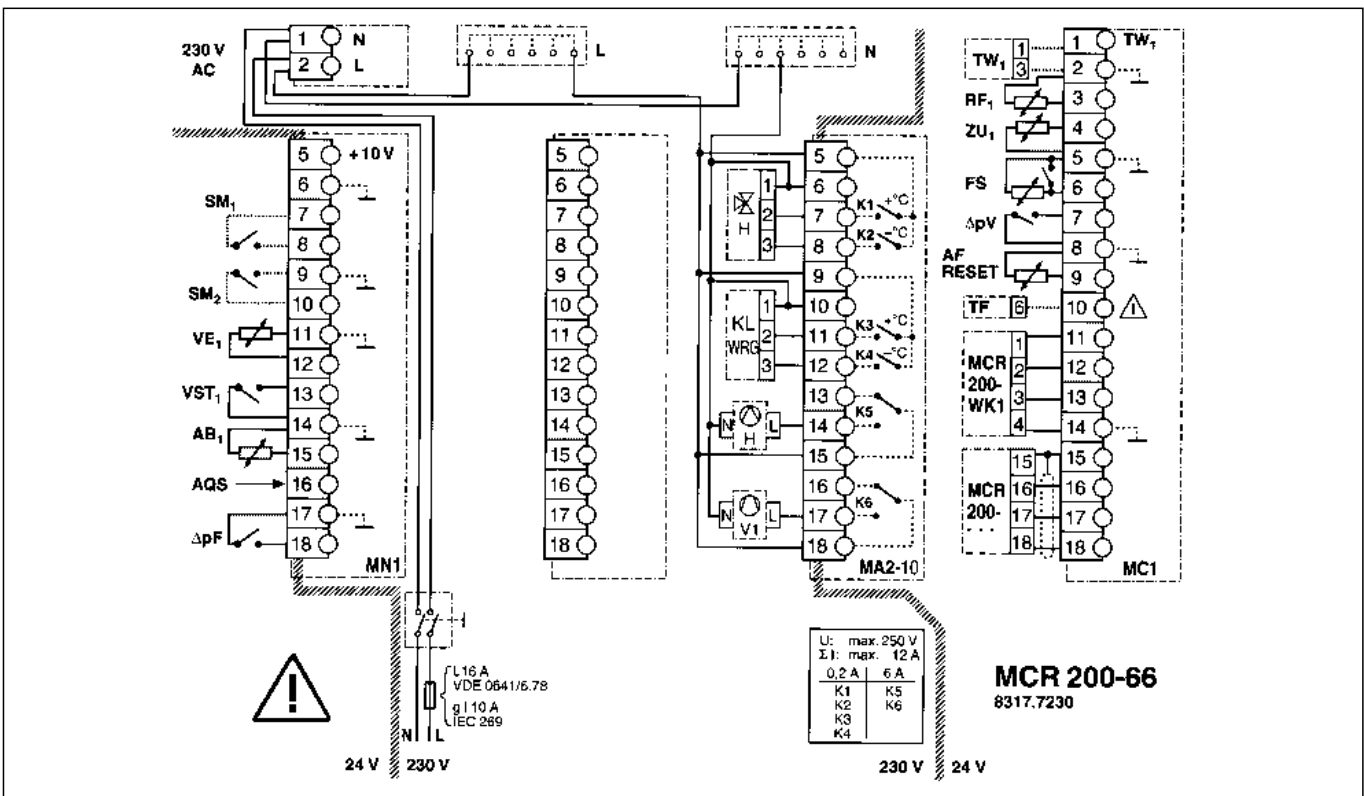 230 V
AC
1 N
2 L
L
N
5 +10 V
6
7
8
9
10
11
12
13
14
15
16
17
18
SM₁
SM₂
VE₁
VST₁
AB₁
AQS
ΔpF
MN1
5
6
7
8
9
10
11
12
13
14
15
16
17
18
1
2
3
H
1
2
3
KL
WRG
N L
H
N L
V1
5
6
7
8
9
10
11
12
13
14
15
16
17
18
K1 +°C
K2 -°C
K3 +°C
K4 -°C
K5
K6
MA2-10
TW₁ 1
3
RF₁
ZU₁
FS
ΔpV
AF
RESET
TF 6
MCR
200-
WK1
1
2
3
4
MCR
200-
...
15
16
17
18
1 TW₁
2
3
4
5
6
7
8
9
10
11
12
13
14
15
16
17
18
MC1
L 16 A
VDE 0641/6.78
g l 10 A
IEC 269
N L
24 V 230 V
U: max. 250 V
Σ I: max. 12 A
0,2 A 6 A
K1 K5
K2 K6
K3
K4
230 V 24 V
MCR 200-66
8317.7230